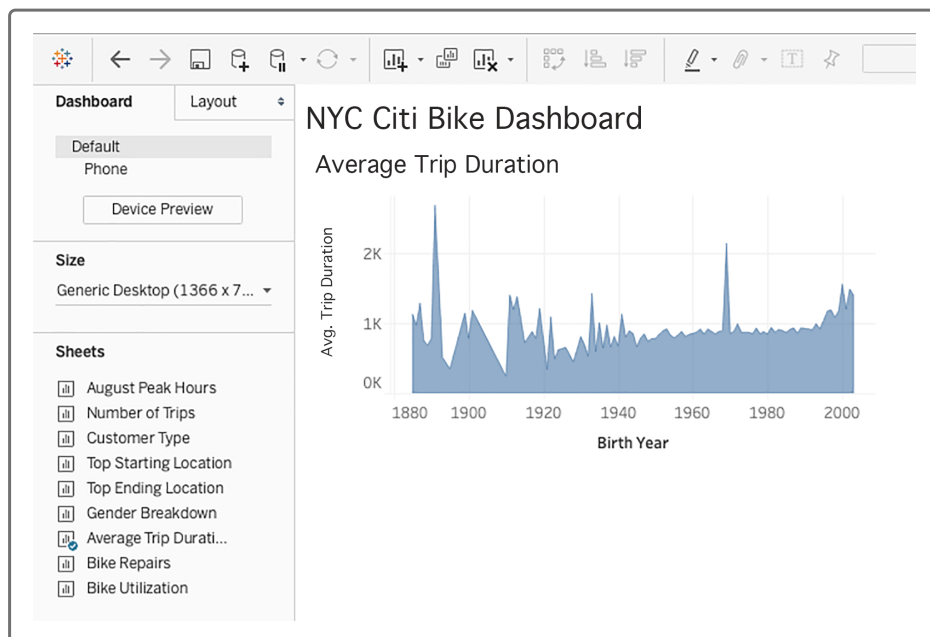 Dashboard
Layout
Default
Phone
Device Preview
Size
Generic Desktop (1366 x 7...
Sheets
August Peak Hours
Number of Trips
Customer Type
Top Starting Location
Top Ending Location
Gender Breakdown
Average Trip Durati...
Bike Repairs
Bike Utilization
NYC Citi Bike Dashboard
Average Trip Duration
Avg. Trip Duration
2K
1K
0K
1880 1900 1920 1940 1960 1980 2000
Birth Year
T